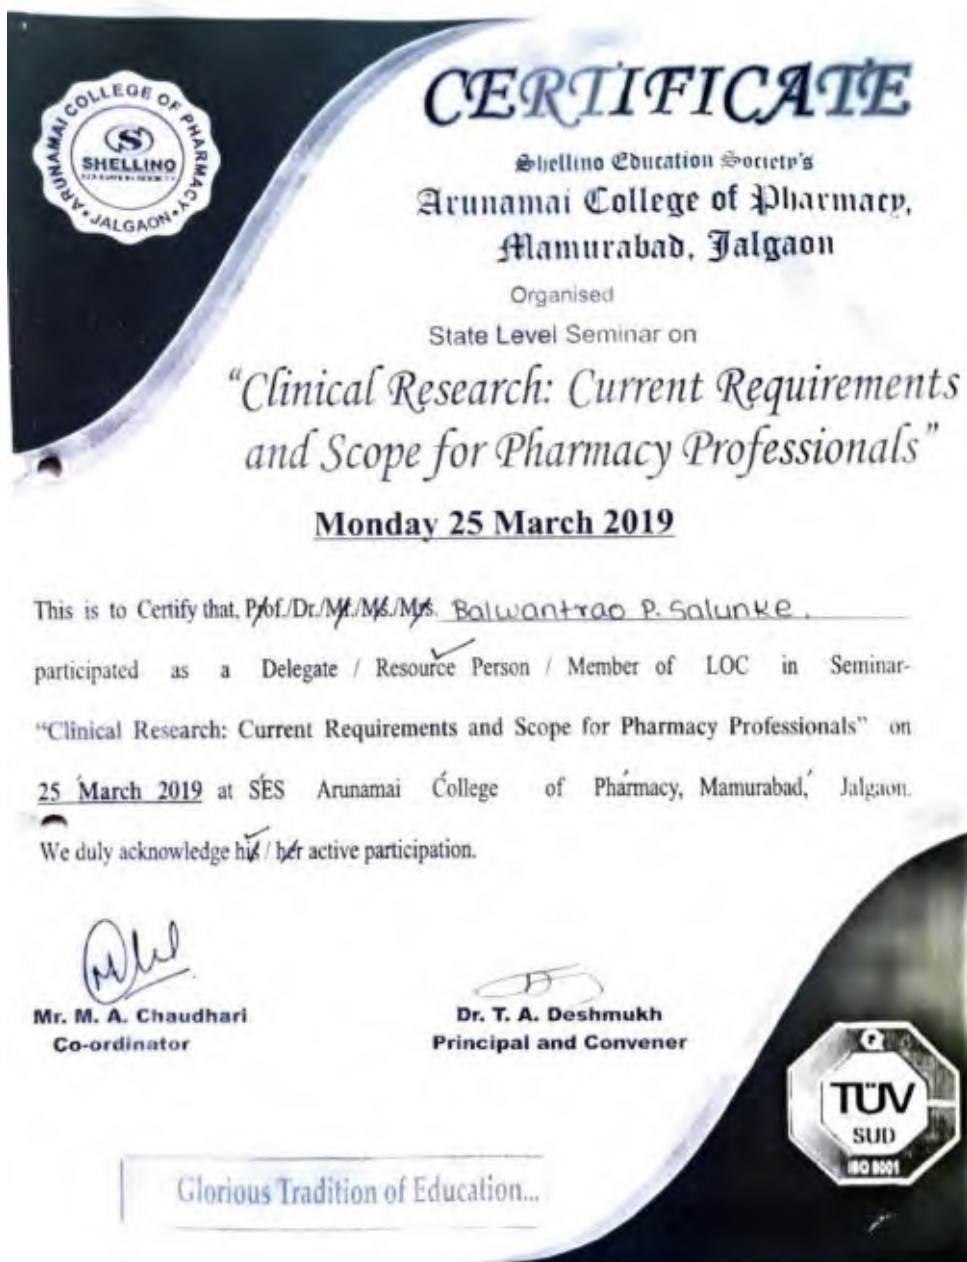 ARUNAMAI COLLEGE OF PHARMACY,
SHELLINO
EDUCATION SOCIETY
• JALGAON •
CERTIFICATE
Shellino Education Society's
Arunamai College of Pharmacy,
Mamurabad, Jalgaon
Organised
State Level Seminar on
"Clinical Research: Current Requirements
and Scope for Pharmacy Professionals"
Monday 25 March 2019
This is to Certify that, Prof./Dr./Mr./Ms./Mrs. Balwantrao P. Salunke.
participated as a Delegate / Resource Person / Member of LOC in Seminar-
"Clinical Research: Current Requirements and Scope for Pharmacy Professionals" on
25 March 2019 at SES Arunamai College of Pharmacy, Mamurabad, Jalgaon.
We duly acknowledge his / her active participation.
Mr. M. A. Chaudhari
Co-ordinator
Dr. T. A. Deshmukh
Principal and Convener
Q
TÜV
SUD
ISO 9001
Glorious Tradition of Education...